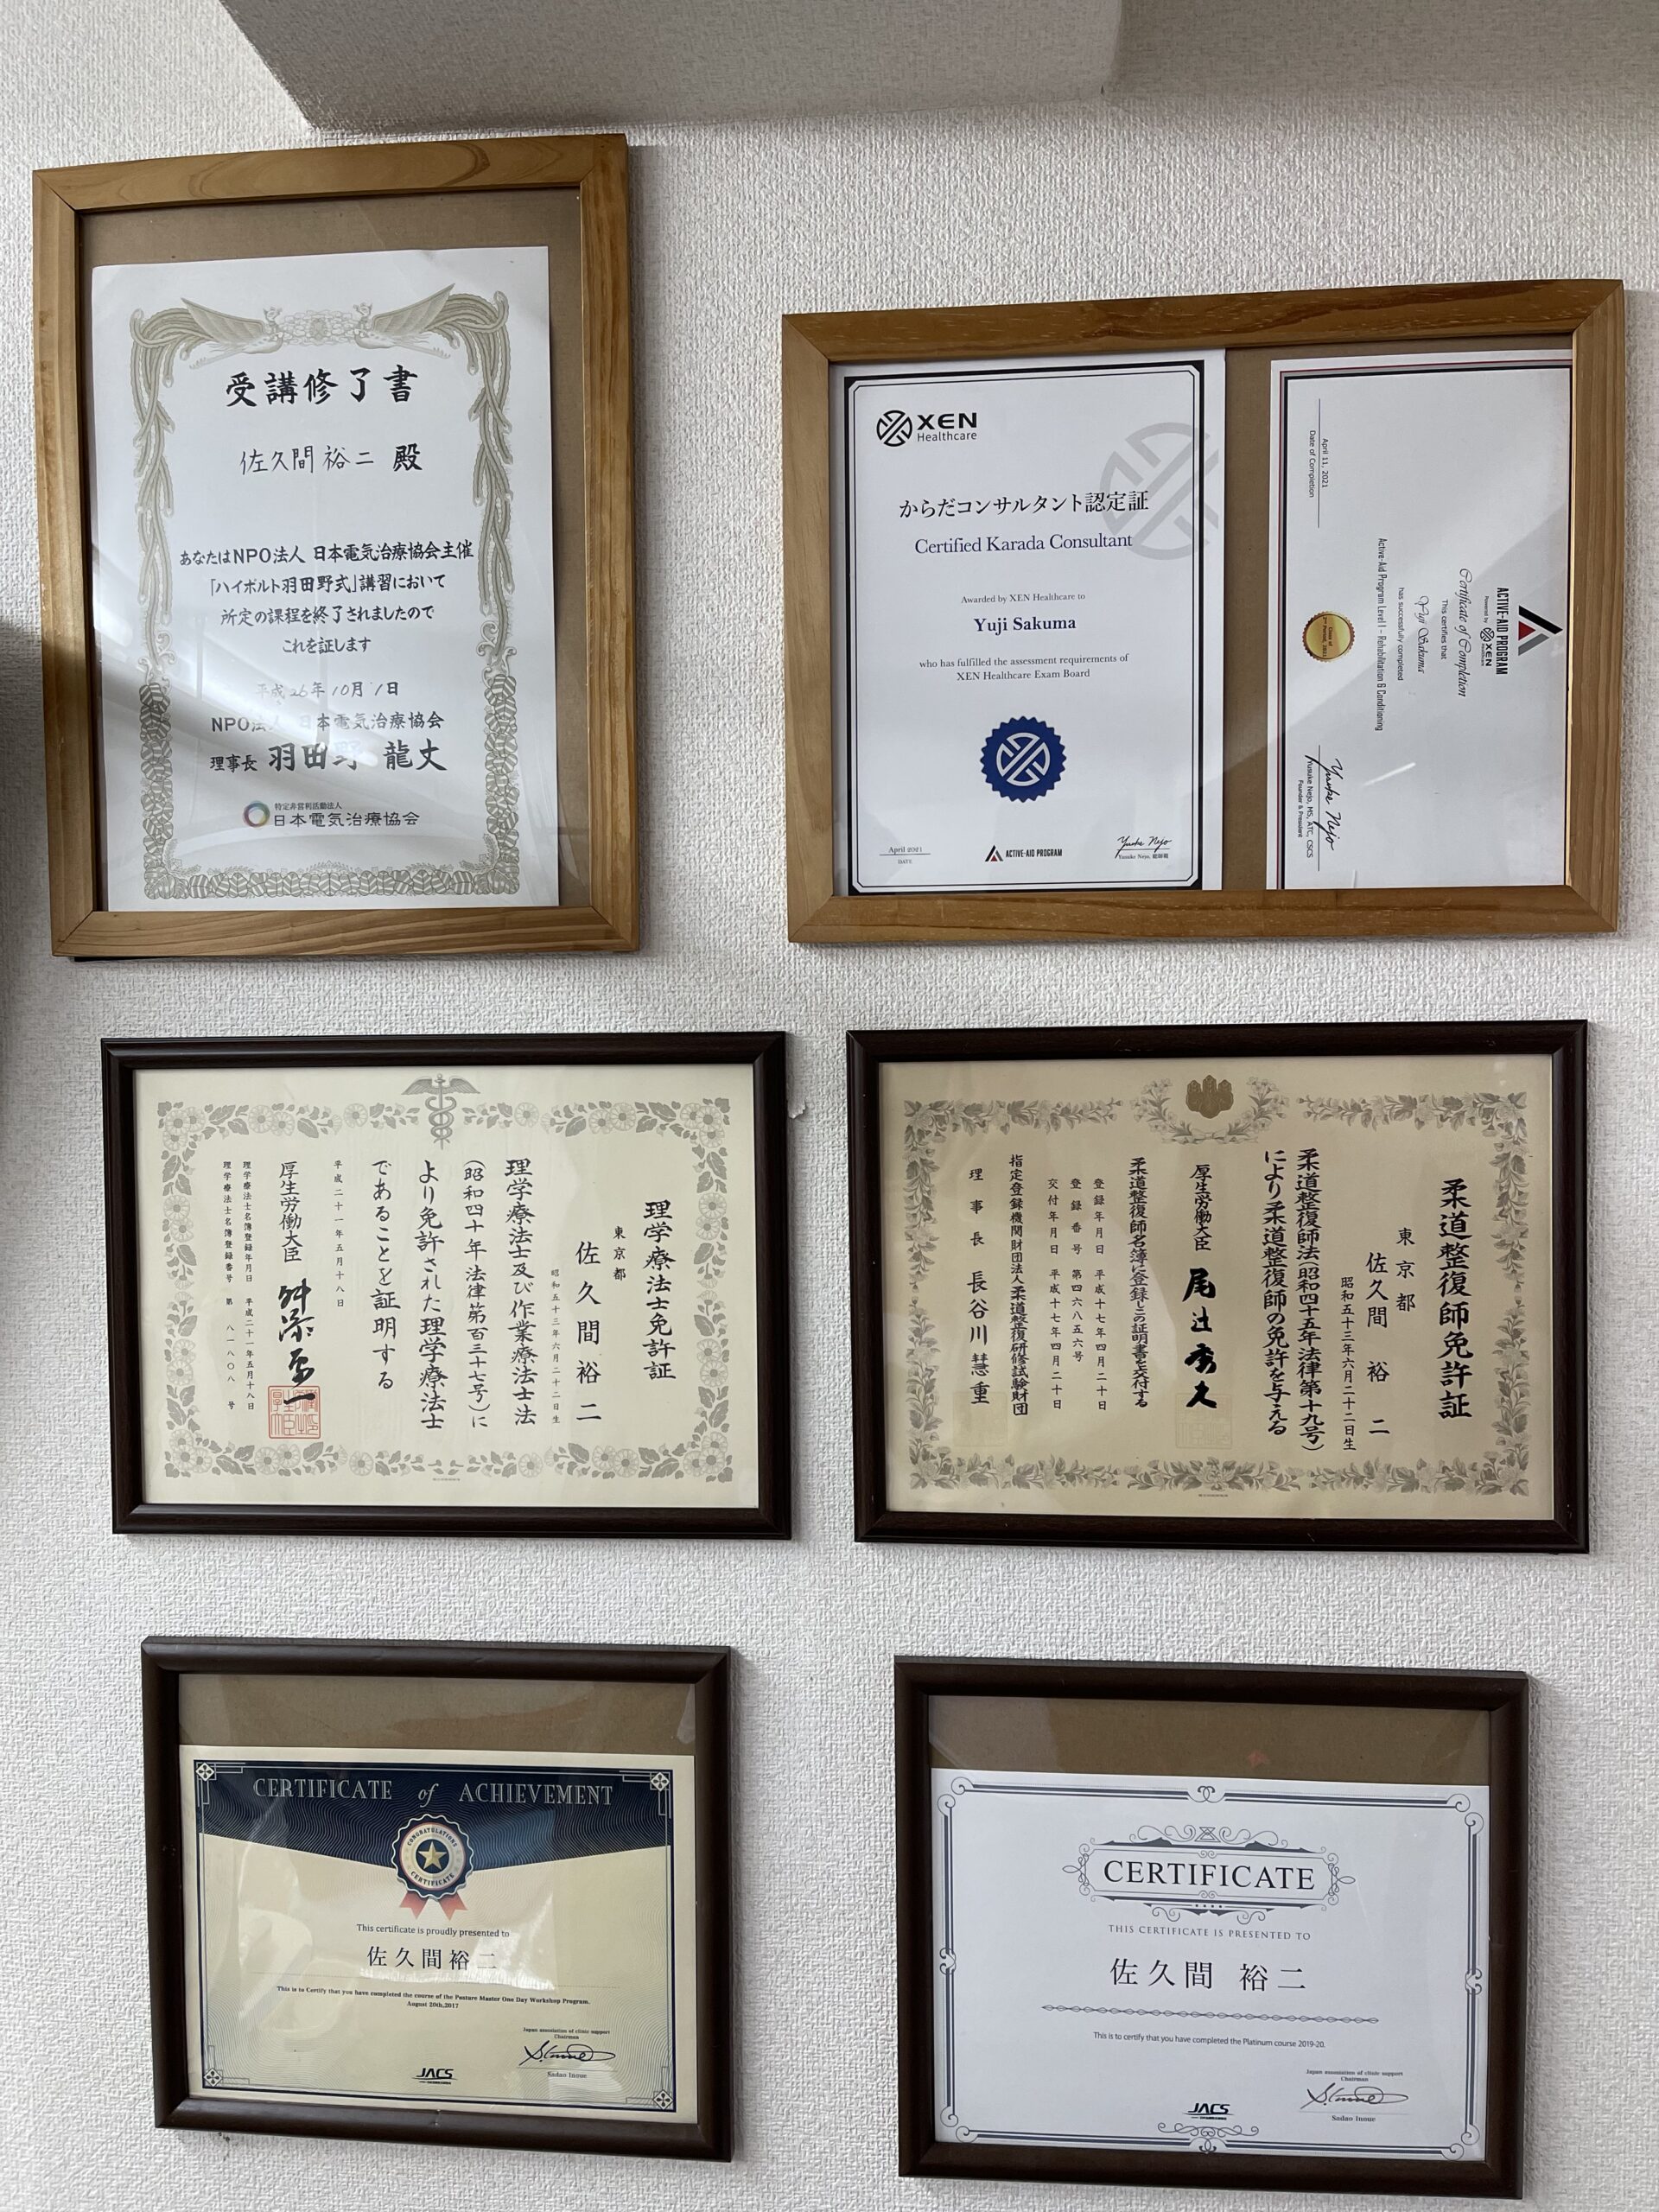 受講修了書
佐久間裕二 殿
あなたはNPO法人 日本電気治療協会主催
「ハイボルト羽田野式」講習において
所定の課程を終了されましたので
これを証します
平成26年10月1日
NPO法人 日本電気治療協会
理事長 羽田野 龍丈
特定非営利活動法人
日本電気治療協会
XEN
Healthcare
からだコンサルタント認定証
Certified Karada Consultant
Awarded by XEN Healthcare to
Yuji Sakuma
who has fulfilled the assessment requirements of
XEN Healthcare Exam Board
April 2021
DATE
ACTIVE-AID PROGRAM
Yusuke Nejo
Yusuke Nejo,
ACTIVE-AID PROGRAM
Powered by XEN
Certificate of Completion
This certifies that
Yuji Sakuma
has successfully completed
Active-Aid Program Level I - Rehabilitation & Conditioning
Class of
2021
April 11, 2021
Date of Completion
Yusuke Nejo
Yusuke Nejo, MS, ATC, CSCS
Founder & President
理学療法士免許証
東京都
佐久間裕二
昭和五十三年六月二十二日生
理学療法士及び作業療法士法
(昭和四十年法律第百三十七号)に
より免許された理学療法士
であることを証明する
平成二十一年五月十八日
厚生労働大臣 舛添要一
理学療法士名簿登録年月日 平成二十一年五月十八日
理学療法士名簿登録番号 第 八一八〇八 号
柔道整復師免許証
東京都
佐久間 裕二
昭和五十三年六月二十二日生
柔道整復師法(昭和四十五年法律第十九号)
により柔道整復師の免許を与える
厚生労働大臣 尾辻秀久
柔道整復師名簿に登録しこの証明書を交付する
登録年月日 平成十七年四月二十日
登録番号 第四六八五六号
交付年月日 平成十七年四月二十日
指定登録機関財団法人柔道整復研修試験財団
理事長 長谷川慧重
CERTIFICATE of ACHIEVEMENT
CONGRATULATIONS
CERTIFICATE
This certificate is proudly presented to
佐久間裕二
This is to Certify that you have completed the course of the Posture Master One Day Workshop Program.
August 20th,2017
Japan association of clinic support
Chairman
Sadao Inoue
JACS
CERTIFICATE
THIS CERTIFICATE IS PRESENTED TO
佐久間 裕二
This is to certify that you have completed the Platinum course 2019-20.
Japan association of clinic support
Chairman
Sadao Inoue
JACS